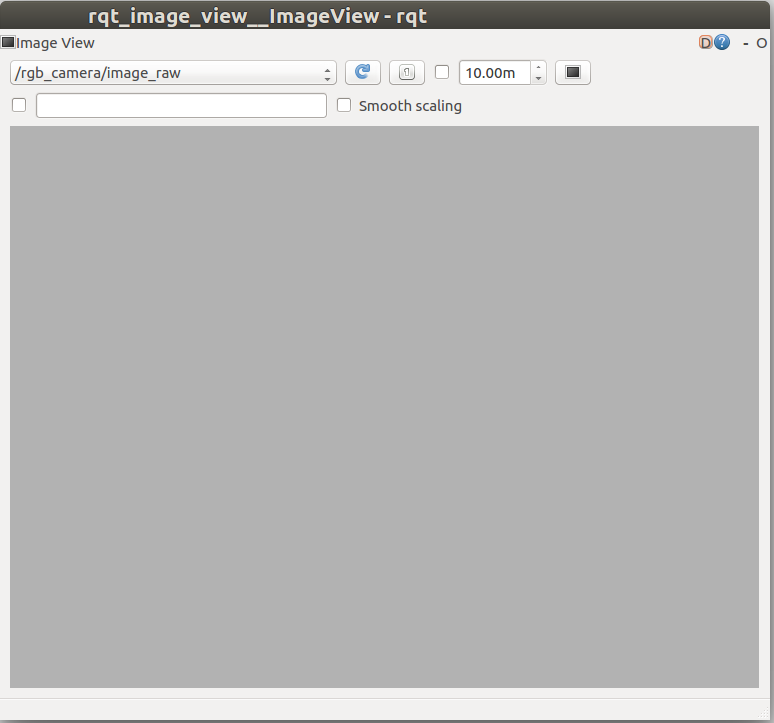 rqt_image_view__ImageView - rqt
Image View D ? - O
/rgb_camera/image_raw 10.00m
Smooth scaling